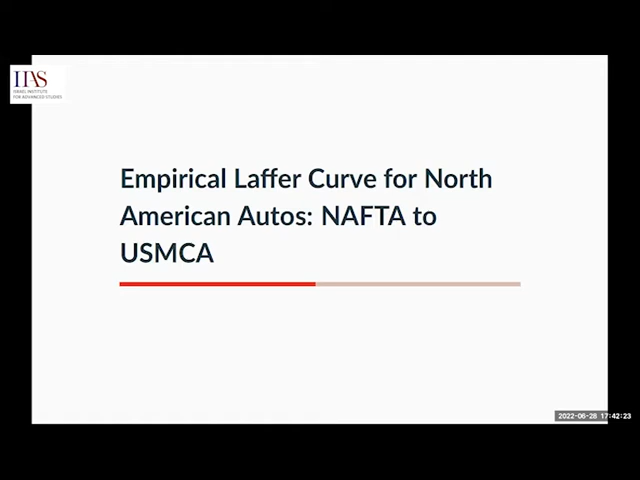 IIAS
ISRAEL INSTITUTE
FOR ADVANCED STUDIES
Empirical Laffer Curve for North
American Autos: NAFTA to
USMCA
2022-06-28 17:42:23